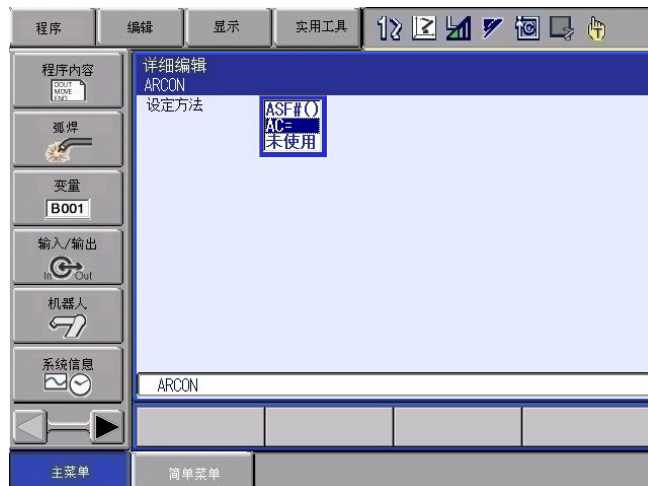 程序 编辑 显示 实用工具
程序内容
DOUT
MOVE
END
弧焊
变量
B001
输入/输出
In Out
机器人
系统信息
详细编辑
ARCON
设定方法
ASF#()
AC=
未使用
ARCON
主菜单 简单菜单